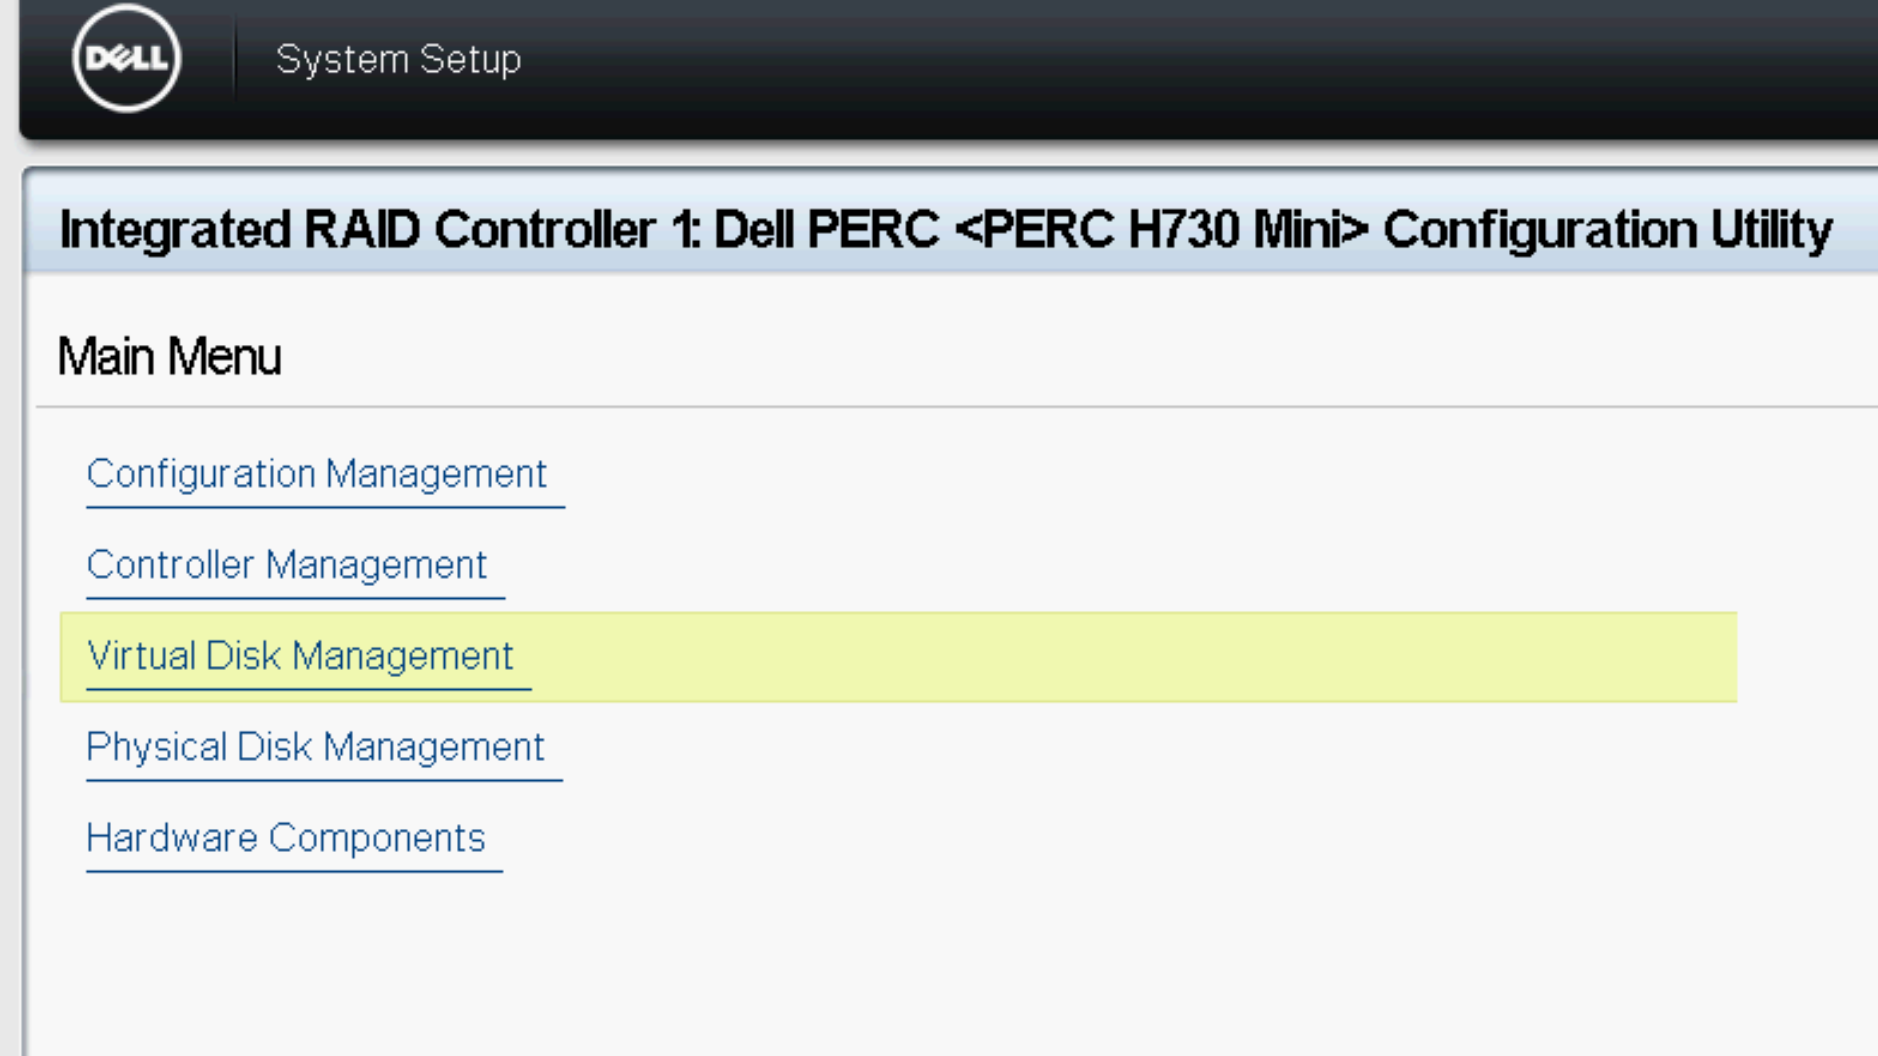 DELL
System Setup
Integrated RAID Controller 1: Dell PERC <PERC H730 Mini> Configuration Utility
Main Menu
Configuration Management
Controller Management
Virtual Disk Management
Physical Disk Management
Hardware Components